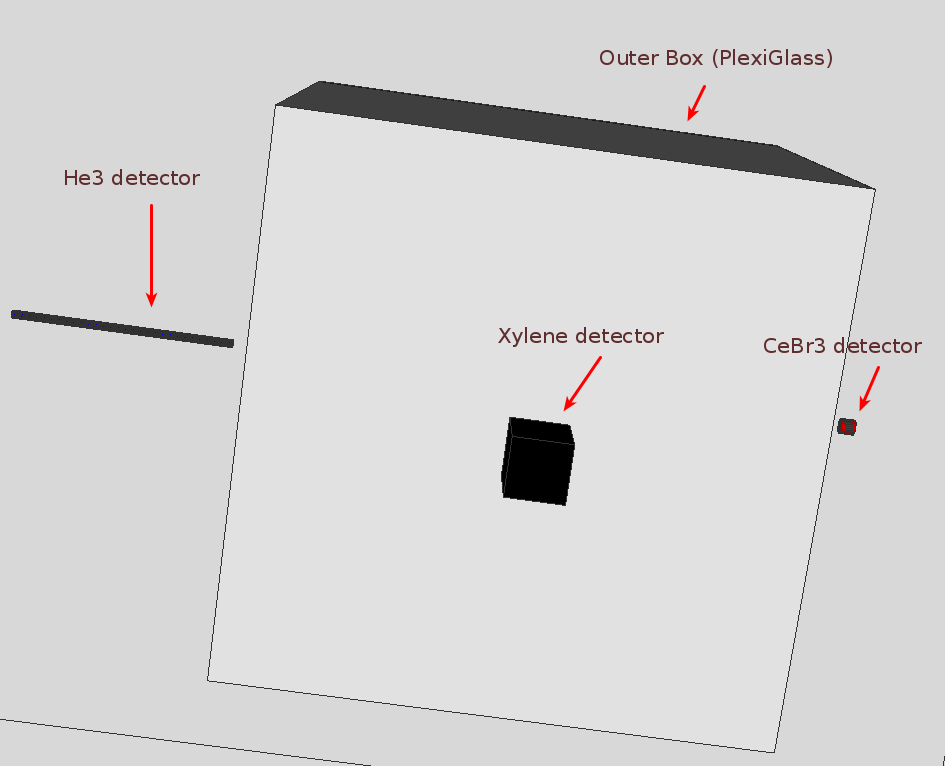 Outer Box (PlexiGlass)
He3 detector
Xylene detector
CeBr3 detector